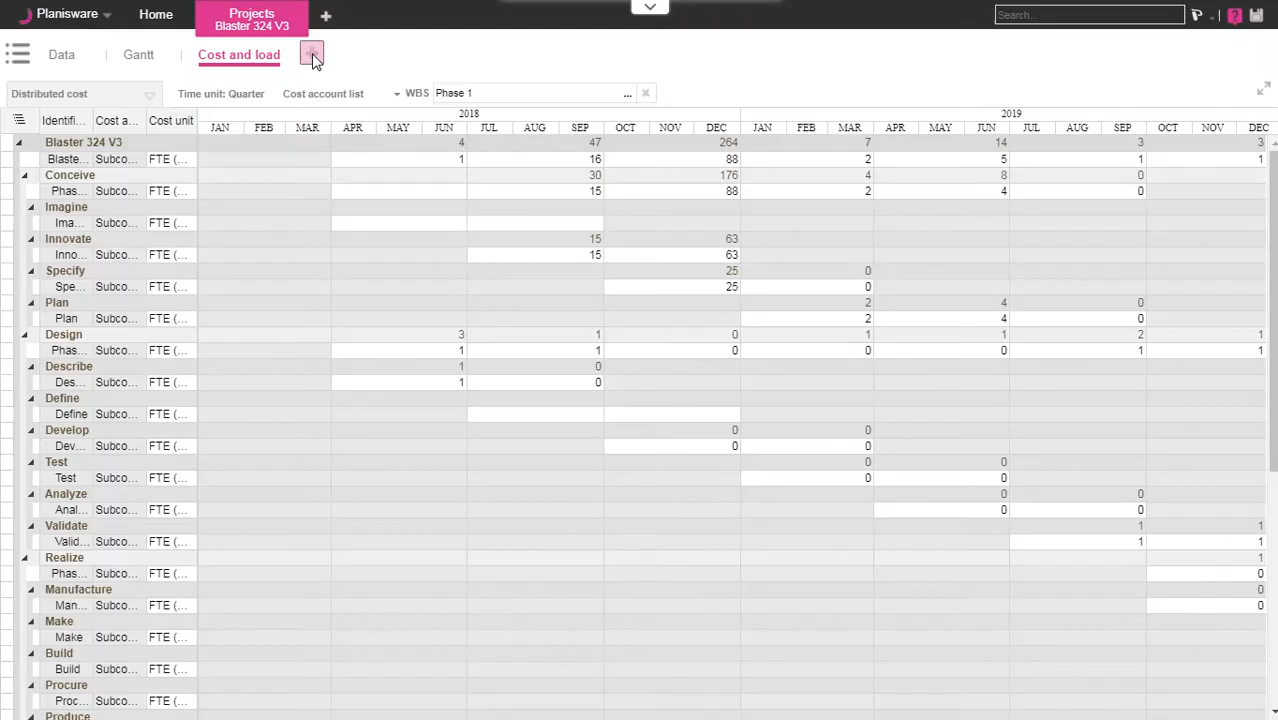 Planisware Home Projects
Blaster 324 V3
Search...
Data Gantt Cost and load
Distributed cost Time unit: Quarter Cost account list WBS Phase 1 ...
2018 2019
Identifi... Cost a... Cost unit JAN FEB MAR APR MAY JUN JUL AUG SEP OCT NOV DEC JAN FEB MAR APR MAY JUN JUL AUG SEP OCT NOV DEC
Blaster 324 V3 4 47 264 7 14 3 3
Blaste... Subco... FTE (... 1 16 88 2 5 1 1
Conceive 30 176 4 8 0
Phas... Subco... FTE (... 15 88 2 4 0
Imagine
Ima... Subco... FTE (...
Innovate 15 63
Inno... Subco... FTE (... 15 63
Specify 25 0
Spe... Subco... FTE (... 25 0
Plan 2 4 0
Plan Subco... FTE (... 2 4 0
Design 3 1 0 1 1 2 1
Phas... Subco... FTE (... 1 1 0 0 0 1 1
Describe 1 0
Des... Subco... FTE (... 1 0
Define
Define Subco... FTE (...
Develop 0 0
Dev... Subco... FTE (... 0 0
Test 0 0
Test Subco... FTE (... 0 0
Analyze 0 0
Anal... Subco... FTE (... 0 0
Validate 1 1
Valid... Subco... FTE (... 1 1
Realize 1
Phas... Subco... FTE (... 0
Manufacture 0
Man... Subco... FTE (... 0
Make
Make Subco... FTE (...
Build
Build Subco... FTE (...
Procure
Proc... Subco... FTE (...
Produce